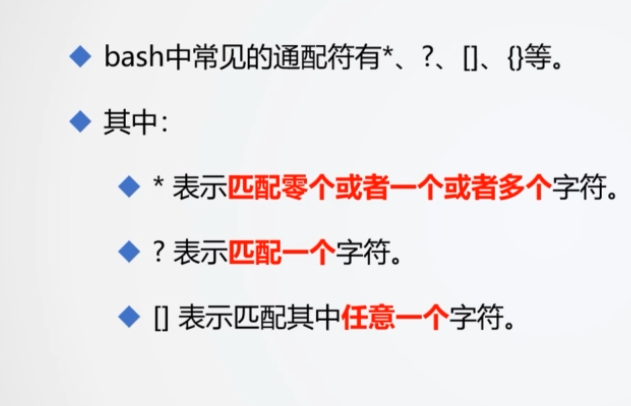 bash中常见的通配符有*、?、[]、{}等。
其中：
* 表示匹配零个或者一个或者多个字符。
? 表示匹配一个字符。
[] 表示匹配其中任意一个字符。